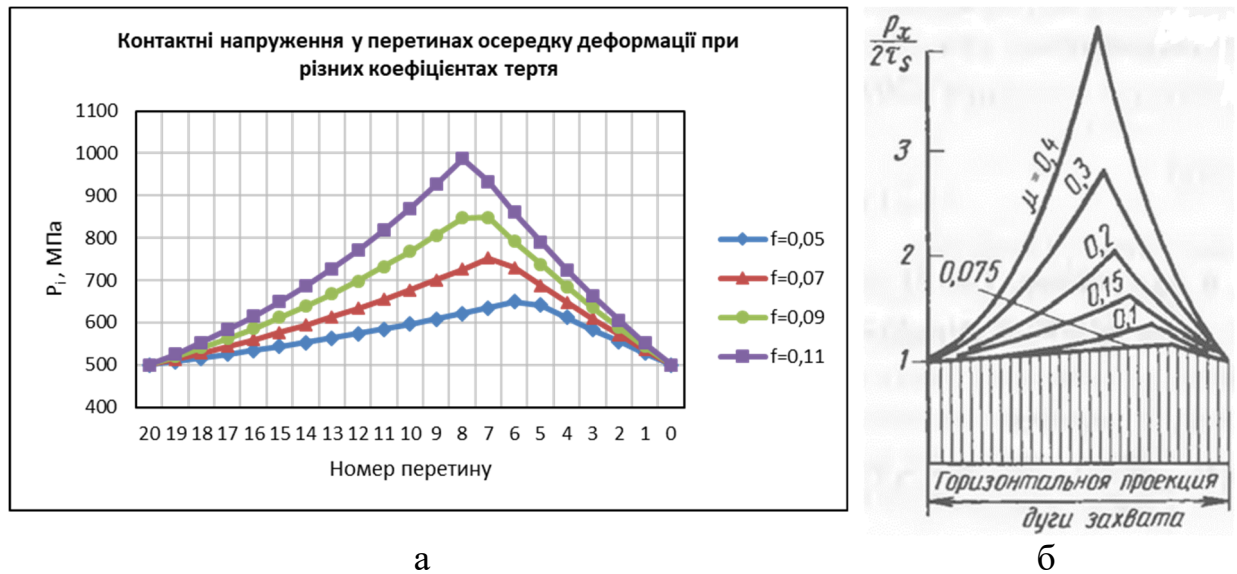 Контактні напруження у перетинах осередку деформації при
різних коефіцієнтах тертя
1100
1000
900
800
700
600
500
400
Pi, МПа
20 19 18 17 16 15 14 13 12 11 10 9 8 7 6 5 4 3 2 1 0
Номер перетину
f=0,05
f=0,07
f=0,09
f=0,11
а
px
2τs
3
2
1
μ=0,4
0,3
0,2
0,15
0,1
0,075
Горизонтальная проекция
дуги захвата
б